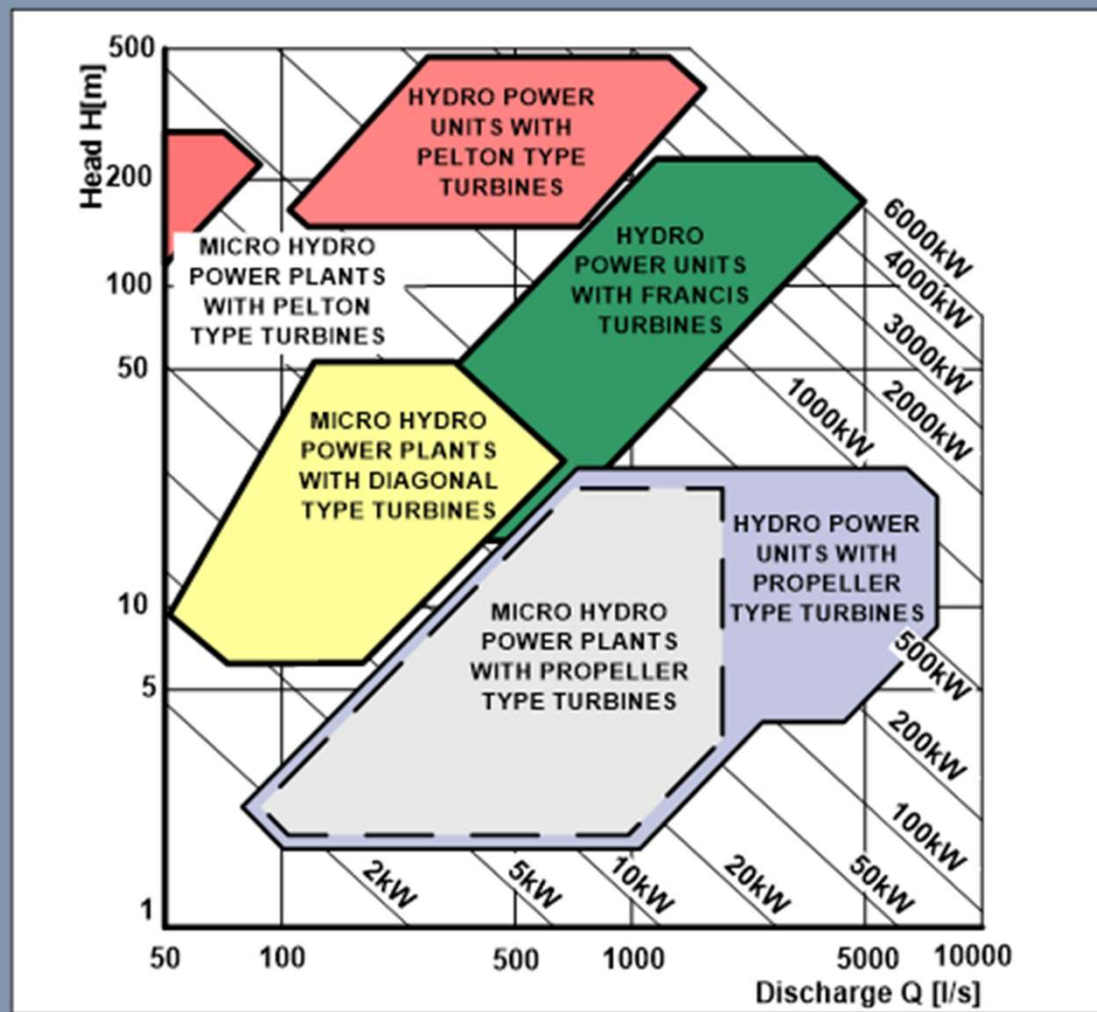 Head H[m]
500
200
100
50
10
5
1
HYDRO POWER
UNITS WITH
PELTON TYPE
TURBINES
MICRO HYDRO
POWER PLANTS
WITH PELTON
TYPE TURBINES
HYDRO
POWER UNITS
WITH FRANCIS
TURBINES
MICRO HYDRO
POWER PLANTS
WITH DIAGONAL
TYPE TURBINES
HYDRO POWER
UNITS WITH
PROPELLER
TYPE TURBINES
MICRO HYDRO
POWER PLANTS
WITH PROPELLER
TYPE TURBINES
6000kW
4000kW
3000kW
2000kW
1000kW
500kW
200kW
100kW
50kW
20kW
10kW
5kW
2kW
50
100
500
1000
5000
10000
Discharge Q [l/s]